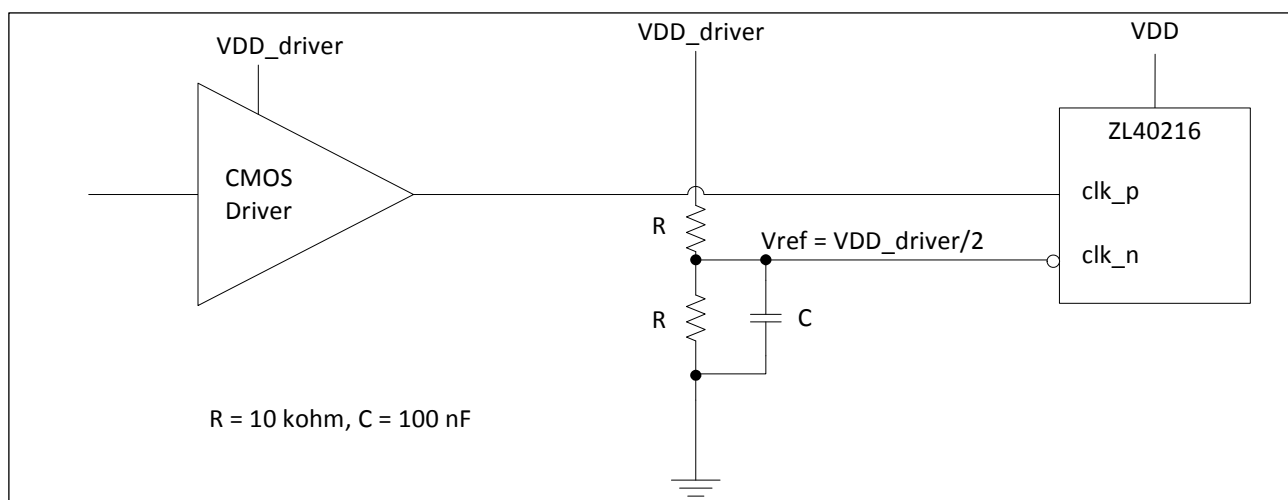 VDD_driver
VDD_driver
VDD
ZL40216
CMOS
Driver
clk_p
R
Vref = VDD_driver/2
clk_n
R
C
R = 10 kohm, C = 100 nF